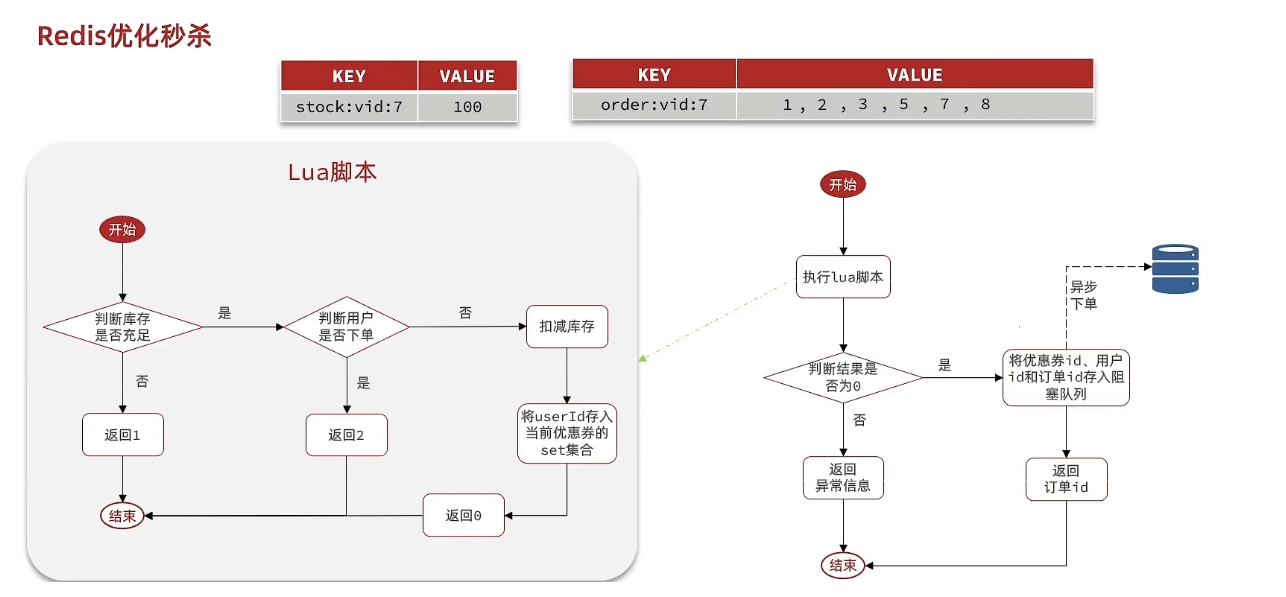 Redis优化秒杀
KEY VALUE
stock:vid:7 100
KEY VALUE
order:vid:7 1 , 2 , 3 , 5 , 7 , 8
Lua脚本
开始
判断库存
是否充足
是
判断用户
是否下单
否
扣减库存
否
是
返回1
返回2
将userId存入
当前优惠券的
set集合
结束
返回0
开始
执行lua脚本
异步
下单
判断结果是
否为0
是
将优惠券id、用户
id和订单id存入阻
塞队列
否
返回
异常信息
返回
订单id
结束